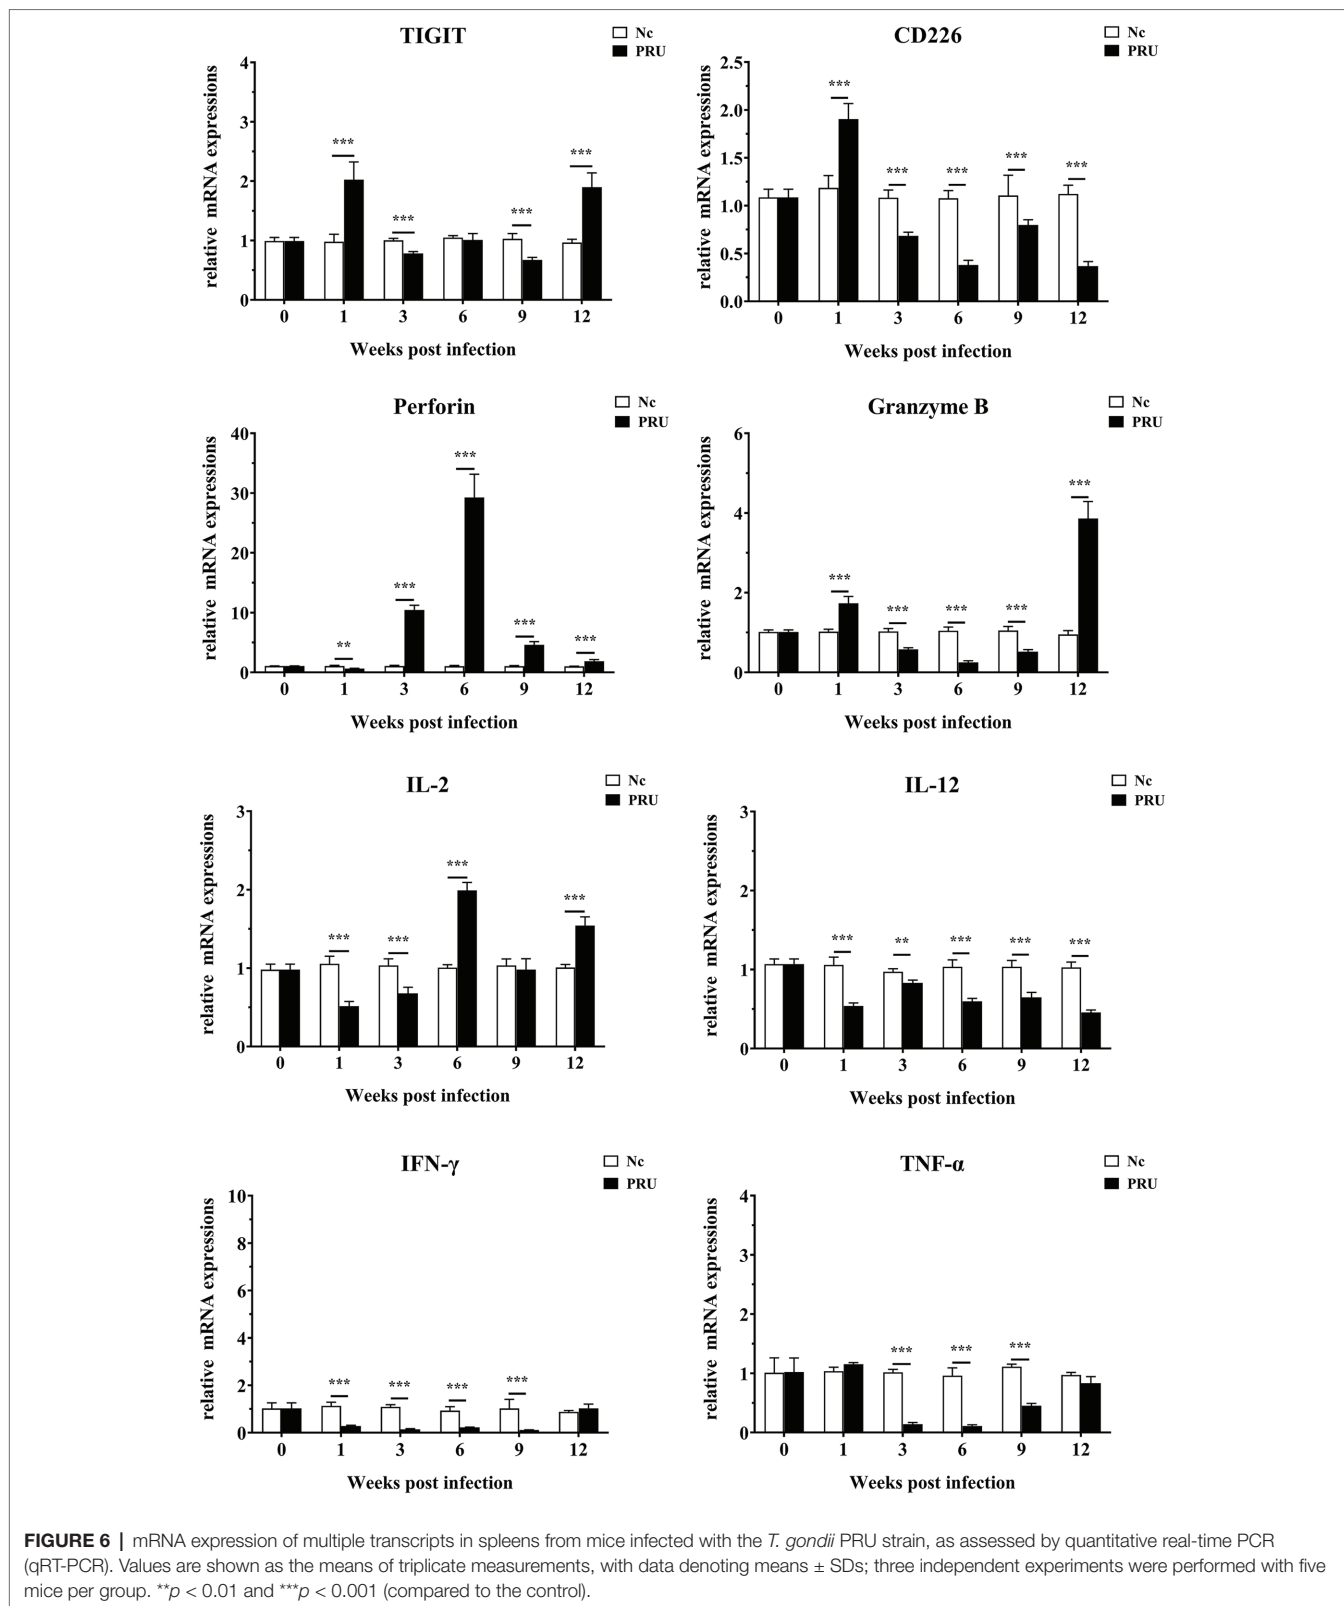 TIGIT
Nc
PRU
relative mRNA expressions
4
3
2
1
0
***
***
***
***
0 1 3 6 9 12
Weeks post infection
CD226
Nc
PRU
relative mRNA expressions
2.5
2.0
1.5
1.0
0.5
0.0
***
***
***
***
***
0 1 3 6 9 12
Weeks post infection
Perforin
Nc
PRU
relative mRNA expressions
40
30
20
10
0
**
***
***
***
***
0 1 3 6 9 12
Weeks post infection
Granzyme B
Nc
PRU
relative mRNA expressions
6
4
2
0
***
***
***
***
***
0 1 3 6 9 12
Weeks post infection
IL-2
Nc
PRU
relative mRNA expressions
3
2
1
0
***
***
***
***
0 1 3 6 9 12
Weeks post infection
IL-12
Nc
PRU
relative mRNA expressions
3
2
1
0
***
**
***
***
***
0 1 3 6 9 12
Weeks post infection
IFN-γ
Nc
PRU
relative mRNA expressions
10
8
6
4
2
0
***
***
***
***
0 1 3 6 9 12
Weeks post infection
TNF-α
Nc
PRU
relative mRNA expressions
4
3
2
1
0
***
***
***
0 1 3 6 9 12
Weeks post infection
FIGURE 6 | mRNA expression of multiple transcripts in spleens from mice infected with the T. gondii PRU strain, as assessed by quantitative real-time PCR
(qRT-PCR). Values are shown as the means of triplicate measurements, with data denoting means ± SDs; three independent experiments were performed with five
mice per group. **p < 0.01 and ***p < 0.001 (compared to the control).